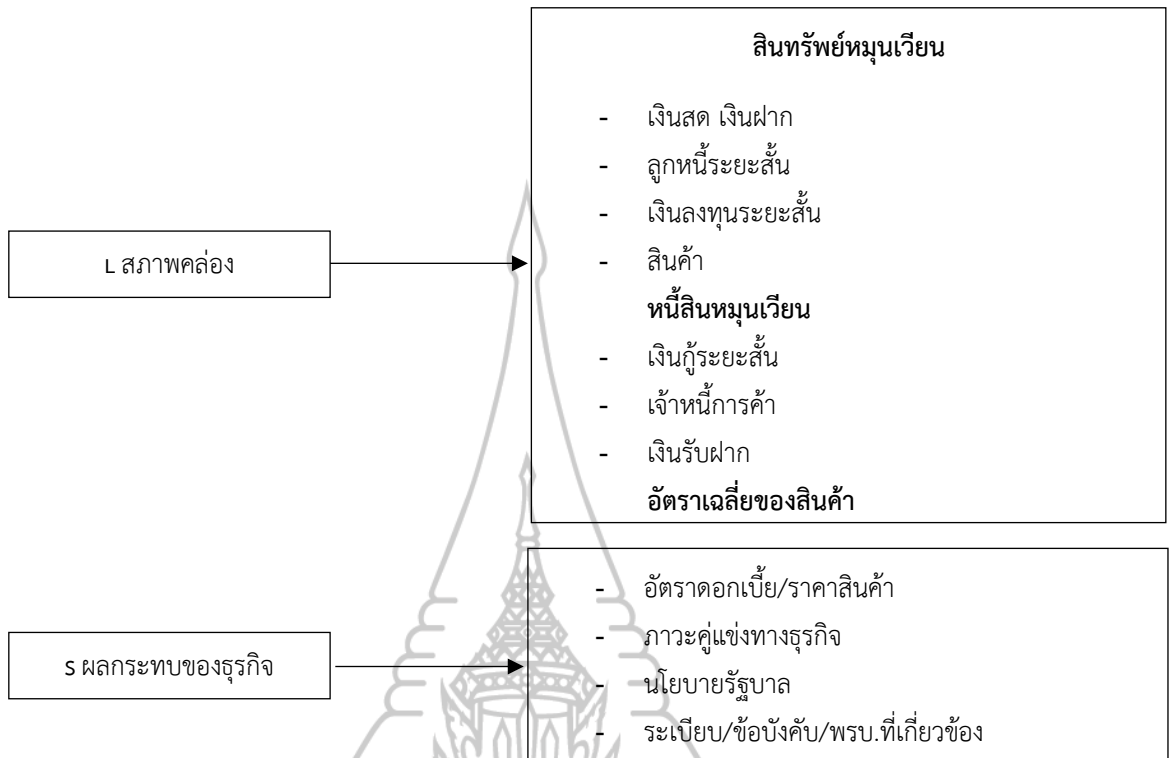 สินทรัพย์หมุนเวียน
- เงินสด เงินฝาก
- ลูกหนี้ระยะสั้น
- เงินลงทุนระยะสั้น
- สินค้า
หนี้สินหมุนเวียน
- เงินกู้ระยะสั้น
- เจ้าหนี้การค้า
- เงินรับฝาก
อัตราเฉลี่ยของสินค้า
L สภาพคล่อง
- อัตราดอกเบี้ย/ราคาสินค้า
- ภาวะคู่แข่งทางธุรกิจ
- นโยบายรัฐบาล
- ระเบียบ/ข้อบังคับ/พรบ.ที่เกี่ยวข้อง
S ผลกระทบของธุรกิจ